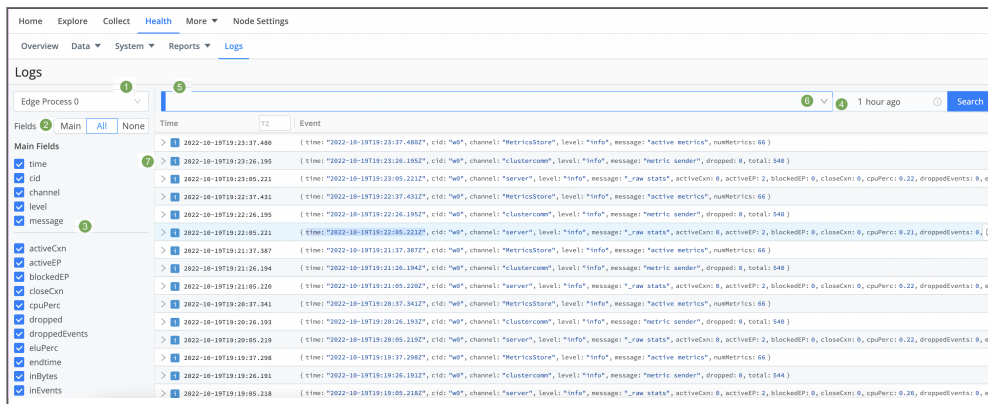 Home Explore Collect Health More Node Settings
Overview Data System Reports Logs
Logs
1 5
Edge Process 0 6 4 1 hour ago Search
Fields 2 Main All None Time TZ Event
Main Fields
7
time
cid
channel
level
message
3
activeCxn
activeEP
blockedEP
closeCxn
cpuPerc
dropped
droppedEvents
eluPerc
endtime
inBytes
inEvents
i 2022-10-19T19:23:37.480 { time: "2022-10-19T19:23:37.480Z", cid: "w0", channel: "MetricsStore", level: "info", message: "active metrics", numMetrics: 66 }
i 2022-10-19T19:23:26.195 { time: "2022-10-19T19:23:26.195Z", cid: "w0", channel: "clustercomm", level: "info", message: "metric sender", dropped: 0, total: 540 }
i 2022-10-19T19:23:05.221 { time: "2022-10-19T19:23:05.221Z", cid: "w0", channel: "server", level: "info", message: "_raw stats", activeCxn: 0, activeEP: 2, blockedEP: 0, closeCxn: 0, cpuPerc: 0.22, droppedEvents: 0, e
i 2022-10-19T19:22:37.431 { time: "2022-10-19T19:22:37.431Z", cid: "w0", channel: "MetricsStore", level: "info", message: "active metrics", numMetrics: 66 }
i 2022-10-19T19:22:26.195 { time: "2022-10-19T19:22:26.195Z", cid: "w0", channel: "clustercomm", level: "info", message: "metric sender", dropped: 0, total: 540 }
i 2022-10-19T19:22:05.221 { time: "2022-10-19T19:22:05.221Z", cid: "w0", channel: "server", level: "info", message: "_raw stats", activeCxn: 0, activeEP: 2, blockedEP: 0, closeCxn: 0, cpuPerc: 0.21, droppedEvents: 0,
i 2022-10-19T19:21:37.387 { time: "2022-10-19T19:21:37.387Z", cid: "w0", channel: "MetricsStore", level: "info", message: "active metrics", numMetrics: 66 }
i 2022-10-19T19:21:26.194 { time: "2022-10-19T19:21:26.194Z", cid: "w0", channel: "clustercomm", level: "info", message: "metric sender", dropped: 0, total: 540 }
i 2022-10-19T19:21:05.220 { time: "2022-10-19T19:21:05.220Z", cid: "w0", channel: "server", level: "info", message: "_raw stats", activeCxn: 0, activeEP: 2, blockedEP: 0, closeCxn: 0, cpuPerc: 0.22, droppedEvents: 0, e
i 2022-10-19T19:20:37.341 { time: "2022-10-19T19:20:37.341Z", cid: "w0", channel: "MetricsStore", level: "info", message: "active metrics", numMetrics: 66 }
i 2022-10-19T19:20:26.193 { time: "2022-10-19T19:20:26.193Z", cid: "w0", channel: "clustercomm", level: "info", message: "metric sender", dropped: 0, total: 540 }
i 2022-10-19T19:20:05.219 { time: "2022-10-19T19:20:05.219Z", cid: "w0", channel: "server", level: "info", message: "_raw stats", activeCxn: 0, activeEP: 2, blockedEP: 0, closeCxn: 0, cpuPerc: 0.22, droppedEvents: 0, e
i 2022-10-19T19:19:37.298 { time: "2022-10-19T19:19:37.298Z", cid: "w0", channel: "MetricsStore", level: "info", message: "active metrics", numMetrics: 66 }
i 2022-10-19T19:19:26.191 { time: "2022-10-19T19:19:26.191Z", cid: "w0", channel: "clustercomm", level: "info", message: "metric sender", dropped: 0, total: 544 }
i 2022-10-19T19:19:05.218 { time: "2022-10-19T19:19:05.218Z", cid: "w0", channel: "server", level: "info", message: "_raw stats", activeCxn: 0, activeEP: 2, blockedEP: 0, closeCxn: 0, cpuPerc: 0.26, droppedEvents: 0, e